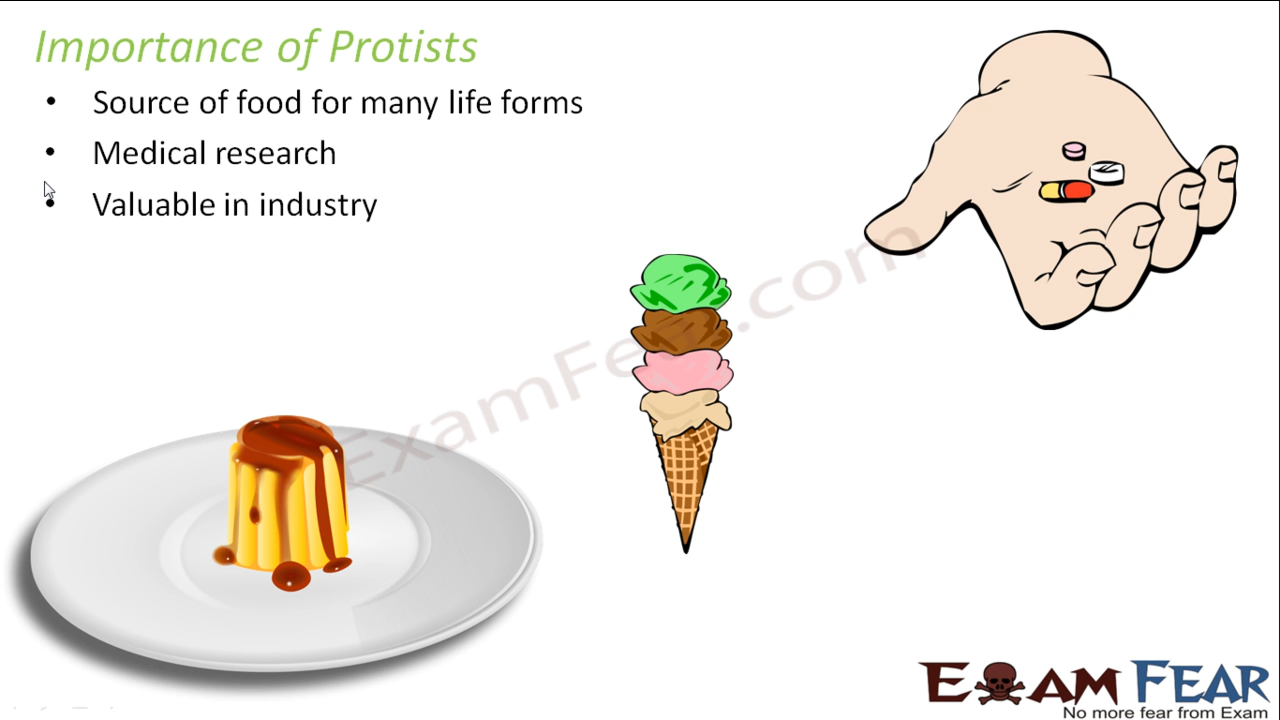 Importance of Protists
• Source of food for many life forms
• Medical research
• Valuable in industry
ExamFear.com
EXAM FEAR
No more fear from Exam